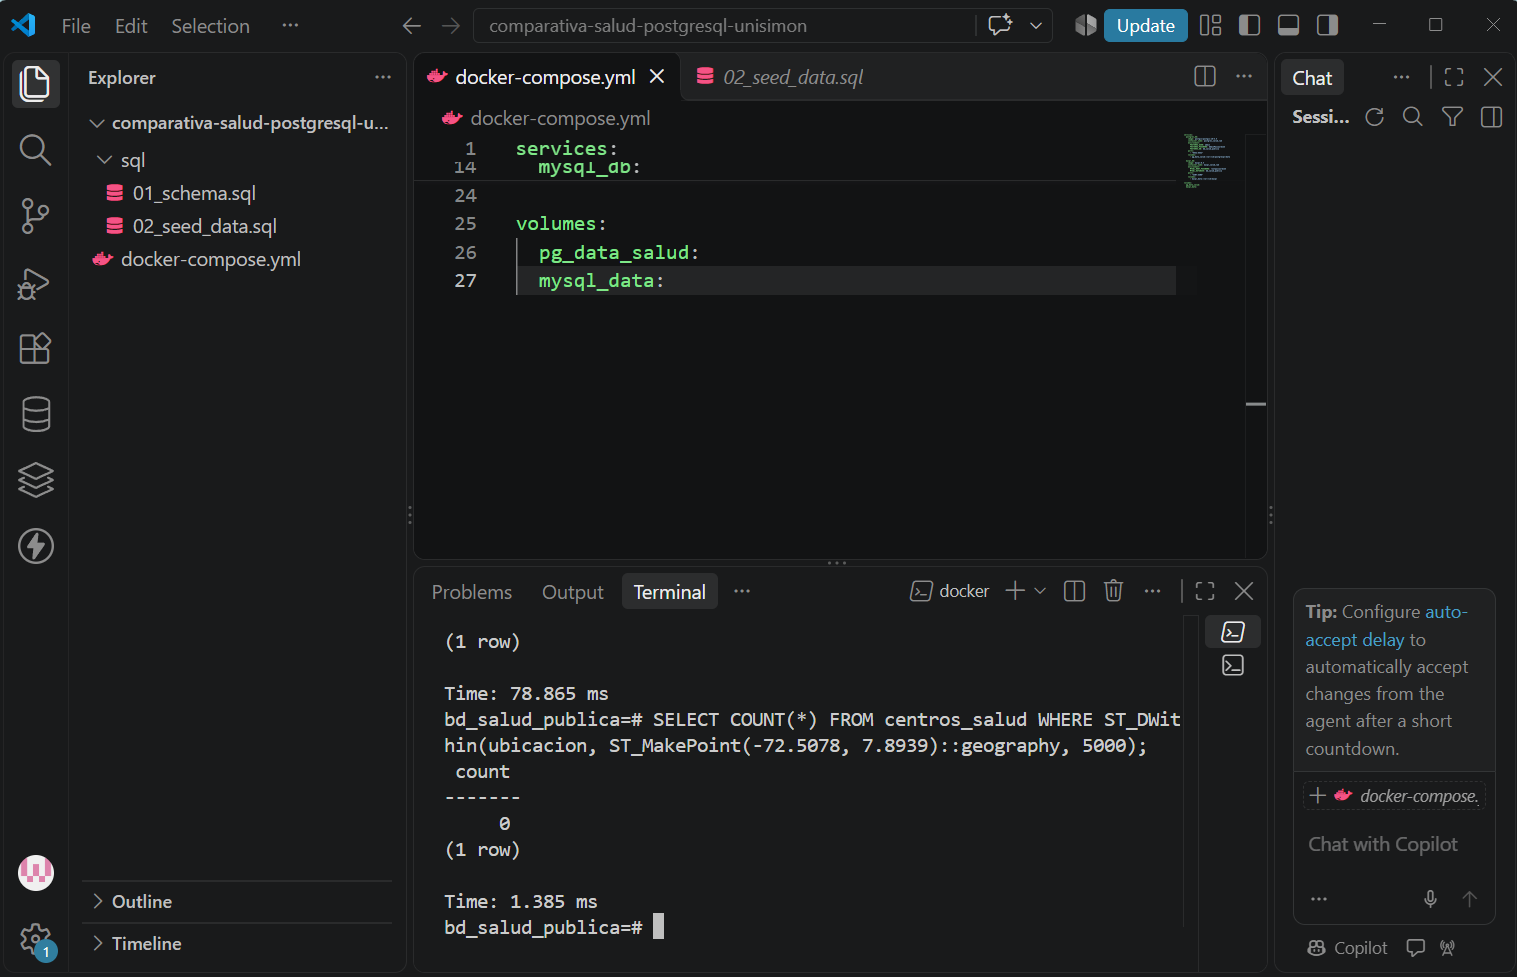 File Edit Selection ···
comparativa-salud-postgresql-unisimon
Update
Explorer
comparativa-salud-postgresql-u...
sql
01_schema.sql
02_seed_data.sql
docker-compose.yml
Outline
Timeline
1
docker-compose.yml
02_seed_data.sql
docker-compose.yml
1 services:
14 mysql_db:
24
25 volumes:
26 pg_data_salud:
27 mysql_data:
Problems Output Terminal ···
docker
(1 row)
Time: 78.865 ms
bd_salud_publica=# SELECT COUNT(*) FROM centros_salud WHERE ST_DWit
hin(ubicacion, ST_MakePoint(-72.5078, 7.8939)::geography, 5000);
count
-------
0
(1 row)
Time: 1.385 ms
bd_salud_publica=#
Chat
Sessi...
Tip: Configure auto-
accept delay to
automatically accept
changes from the
agent after a short
countdown.
docker-compose.
Chat with Copilot
Copilot